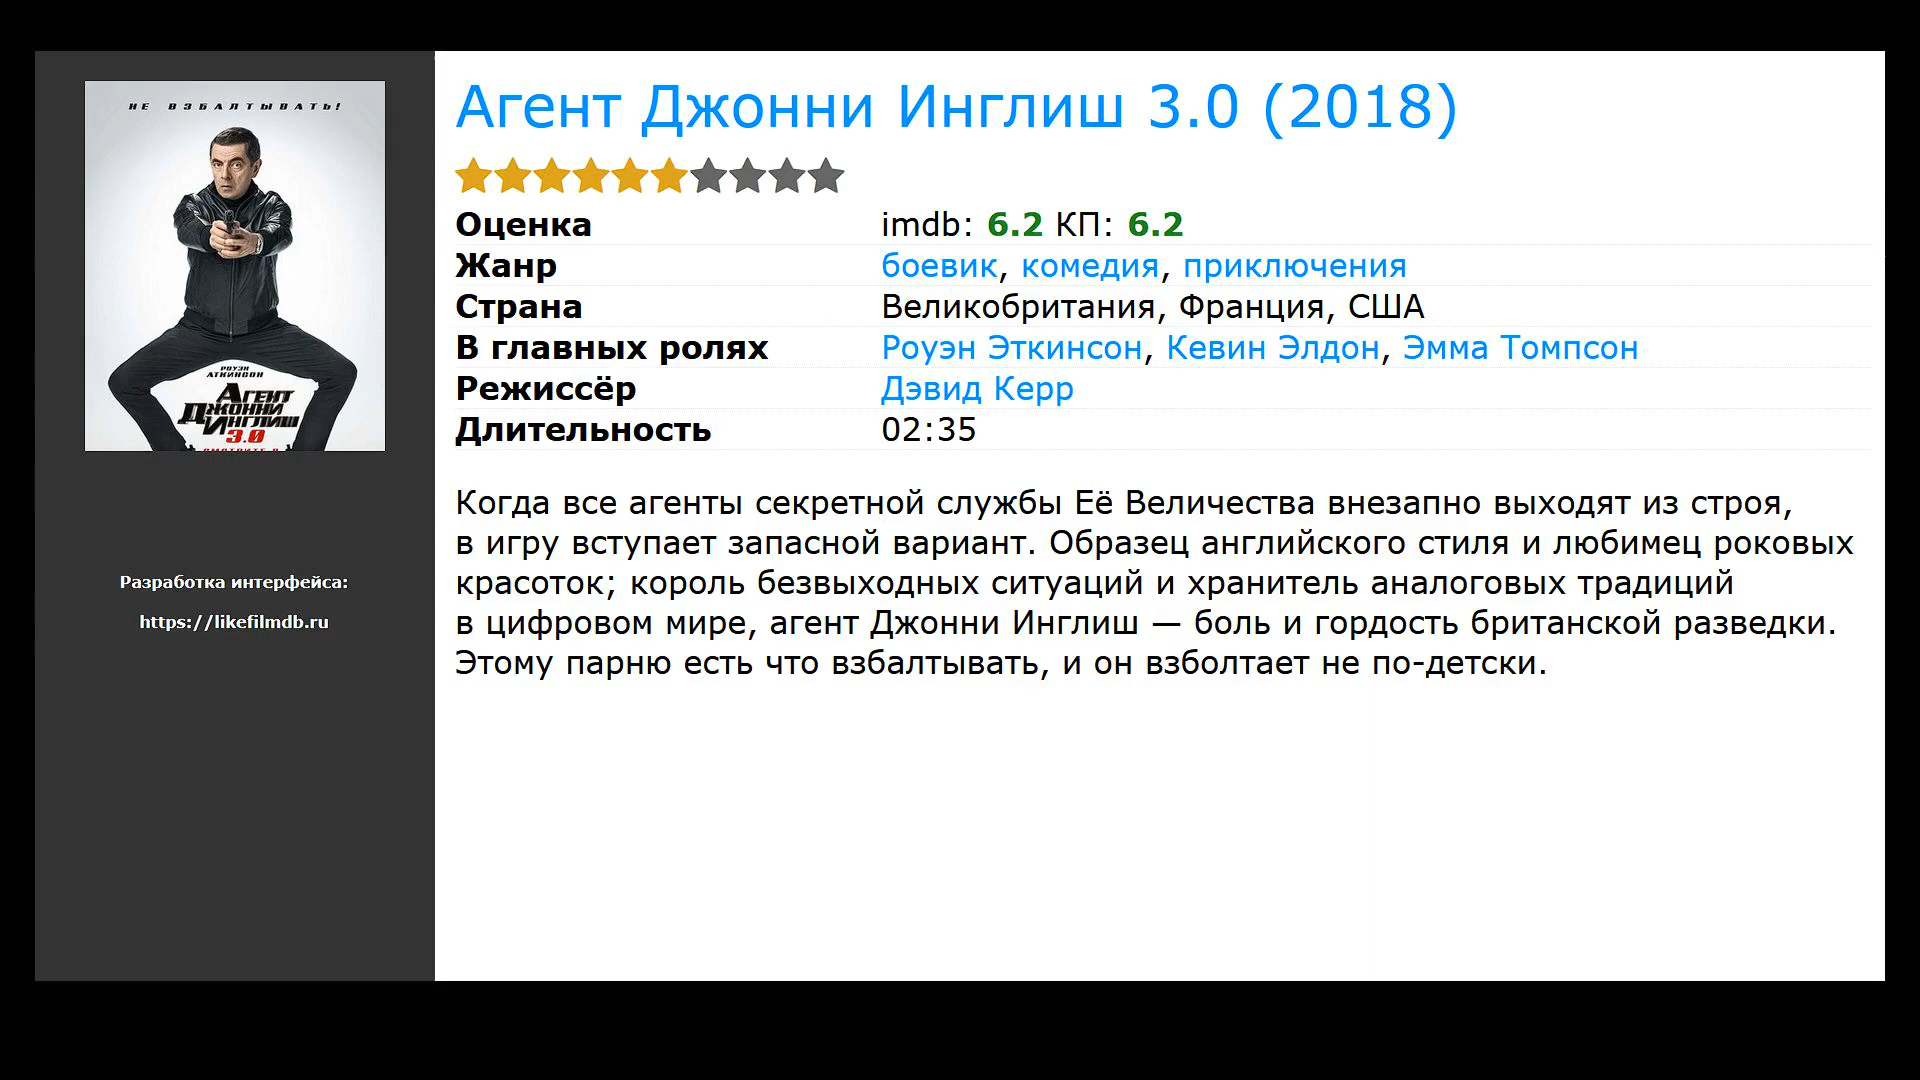 НЕ ВЗБАЛТЫВАТЬ!
РОУЭН
АТКИНСОН
Агент
Джонни
Инглиш
3.0
Разработка интерфейса:
https://likefilmdb.ru
Агент Джонни Инглиш 3.0 (2018)
Оценка imdb: 6.2 КП: 6.2
Жанр боевик, комедия, приключения
Страна Великобритания, Франция, США
В главных ролях Роуэн Эткинсон, Кевин Элдон, Эмма Томпсон
Режиссёр Дэвид Керр
Длительность 02:35
Когда все агенты секретной службы Её Величества внезапно выходят из строя,
в игру вступает запасной вариант. Образец английского стиля и любимец роковых
красоток; король безвыходных ситуаций и хранитель аналоговых традиций
в цифровом мире, агент Джонни Инглиш — боль и гордость британской разведки.
Этому парню есть что взбалтывать, и он взболтает не по-детски.